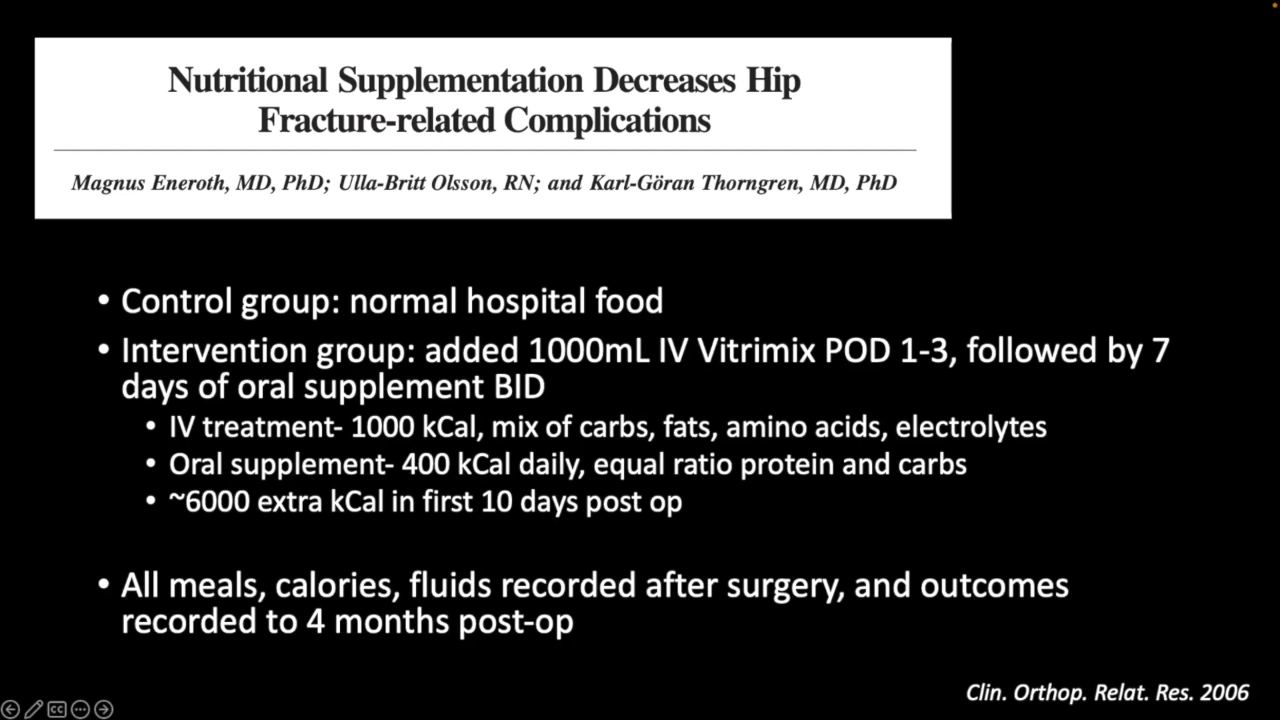 Nutritional Supplementation Decreases Hip
Fracture-related Complications
Magnus Eneroth, MD, PhD; Ulla-Britt Olsson, RN; and Karl-Göran Thorngren, MD, PhD
• Control group: normal hospital food
• Intervention group: added 1000mL IV Vitrimix POD 1-3, followed by 7
days of oral supplement BID
• IV treatment- 1000 kCal, mix of carbs, fats, amino acids, electrolytes
• Oral supplement- 400 kCal daily, equal ratio protein and carbs
• ~6000 extra kCal in first 10 days post op
• All meals, calories, fluids recorded after surgery, and outcomes
recorded to 4 months post-op
Clin. Orthop. Relat. Res. 2006
CC